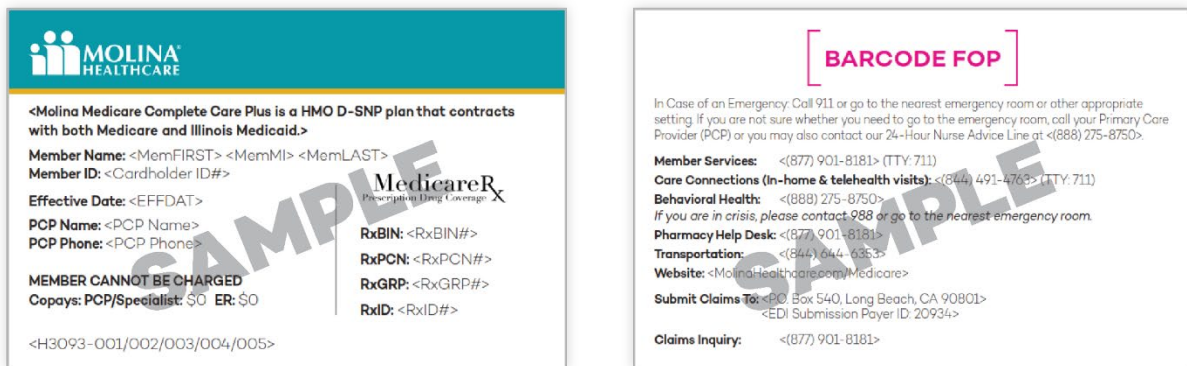 MOLINA®
HEALTHCARE
<Molina Medicare Complete Care Plus is a HMO D-SNP plan that contracts
with both Medicare and Illinois Medicaid.>
Member Name: <MemFIRST> <MemMI> <MemLAST>
Member ID: <Cardholder ID#>
Effective Date: <EFFDAT>
PCP Name: <PCP Name>
PCP Phone: <PCP Phone>
MEMBER CANNOT BE CHARGED
Copays: PCP/Specialist: $0 ER: $0
<H3093-001/002/003/004/005>
MedicareRx
Prescription Drug Coverage
RxBIN: <RxBIN#>
RxPCN: <RxPCN#>
RxGRP: <RxGRP#>
RxID: <RxID#>
SAMPLE
BARCODE FOP
In Case of an Emergency: Call 911 or go to the nearest emergency room or other appropriate
setting. If you are not sure whether you need to go to the emergency room, call your Primary Care
Provider (PCP) or you may also contact our 24-Hour Nurse Advice Line at <(888) 275-8750>.
Member Services: <(877) 901-8181> (TTY: 711)
Care Connections (In-home & telehealth visits): <(844) 491-4763> (TTY: 711)
Behavioral Health: <(888) 275-8750>
If you are in crisis, please contact 988 or go to the nearest emergency room.
Pharmacy Help Desk: <(877) 901-8181>
Transportation: <(844) 644-6353>
Website: <MolinaHealthcare.com/Medicare>
Submit Claims To: <P.O. Box 540, Long Beach, CA 90801>
<EDI Submission Payer ID: 20934>
Claims Inquiry: <(877) 901-8181>
SAMPLE